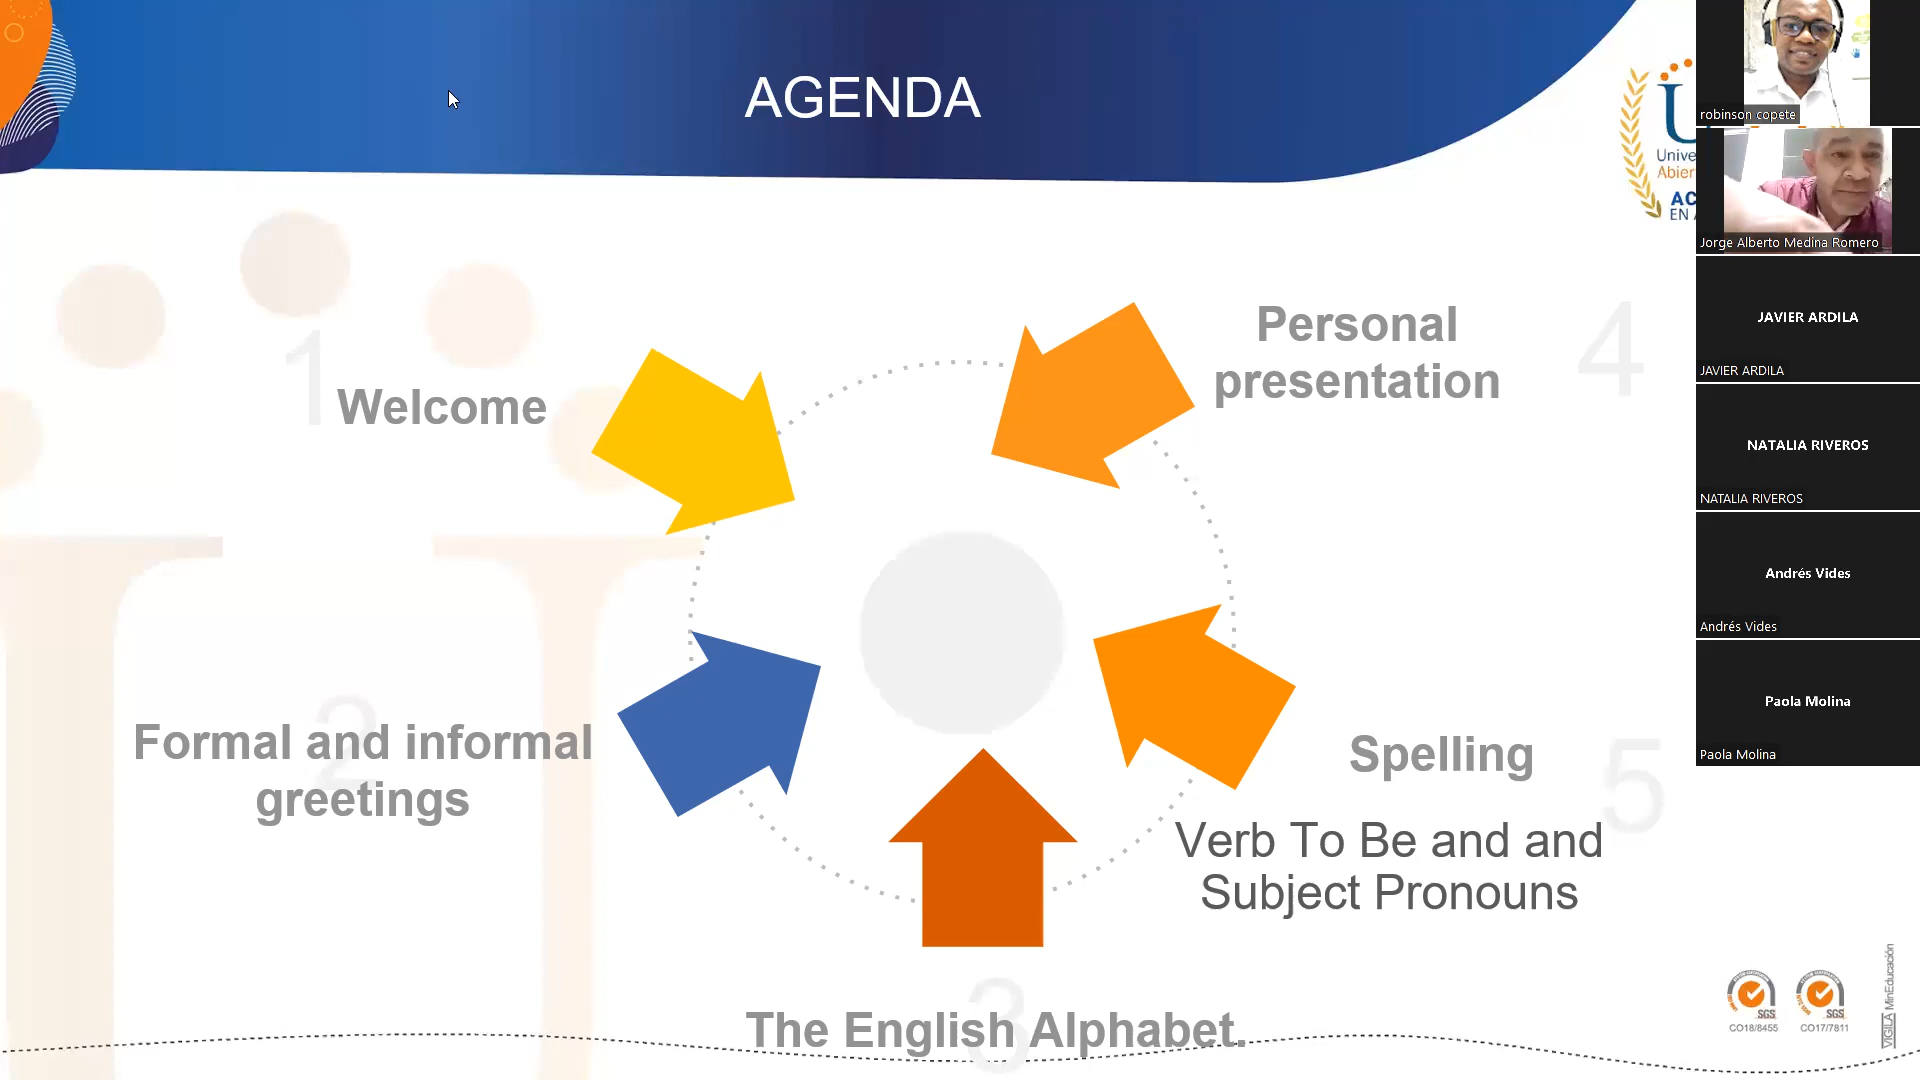 AGENDA
1
Welcome
2
Formal and informal
greetings
3
The English Alphabet.
4
Personal
presentation
5
Spelling
Verb To Be and and
Subject Pronouns
U
Unive
Abier
AC
EN A
robinson copete
Jorge Alberto Medina Romero
JAVIER ARDILA
JAVIER ARDILA
NATALIA RIVEROS
NATALIA RIVEROS
Andrés Vides
Andrés Vides
Paola Molina
Paola Molina
SGS
CO18/8455
SGS
CO17/7811
VIGILA MinEducación